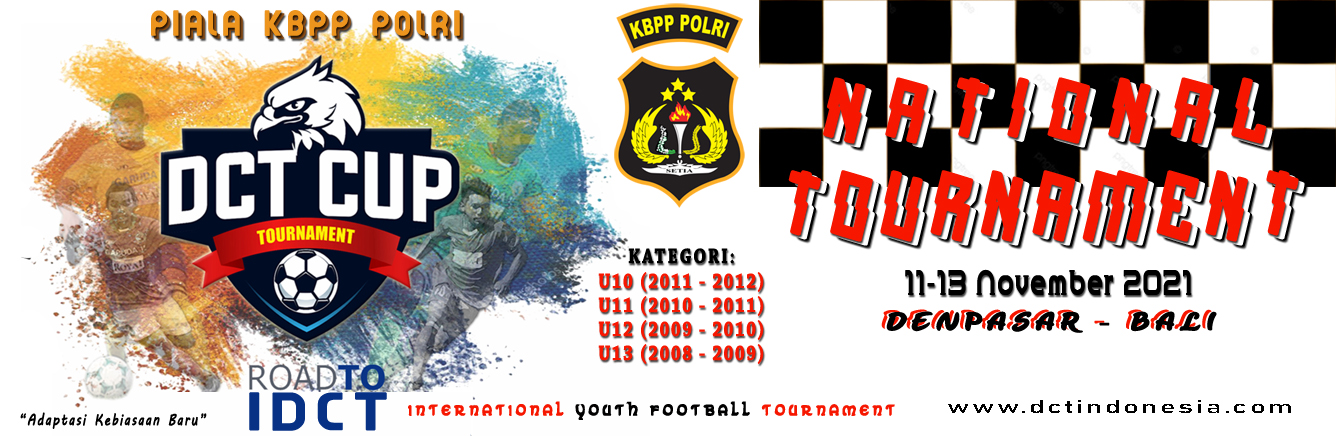 PIALA KBPP POLRI
DCT CUP
TOURNAMENT
ROADTO
IDCT
"Adaptasi Kebiasaan Baru"
KBPP POLRI
SETIA
KATEGORI:
U10 (2011 - 2012)
U11 (2010 - 2011)
U12 (2009 - 2010)
U13 (2008 - 2009)
INTERNATIONAL YOUTH FOOTBALL TOURNAMENT
NATIONAL
TOURNAMENT
11-13 November 2021
DENPASAR - BALI
www.dctindonesia.com